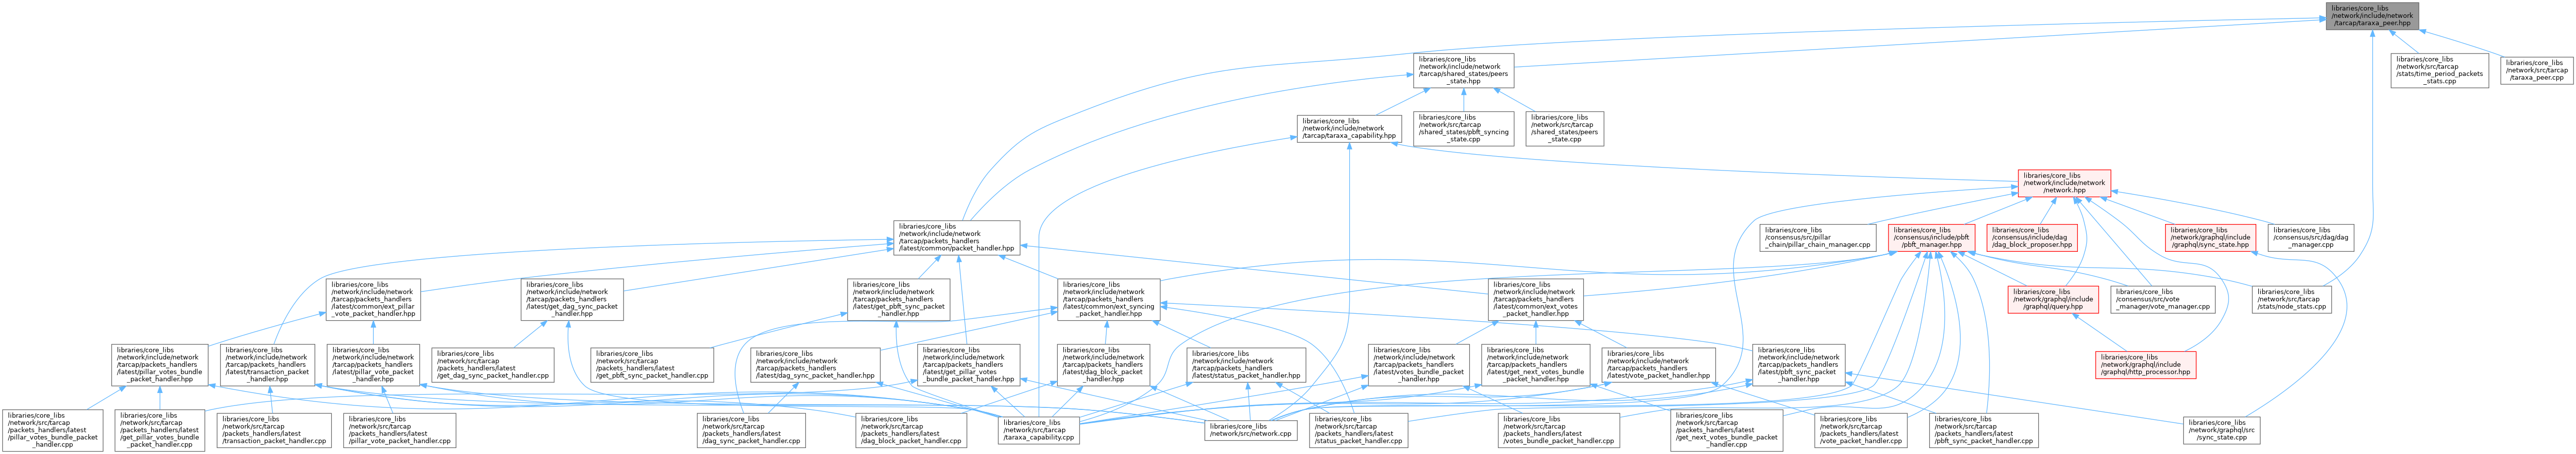 libraries/core_libs
/network/include/network
/tarcap/taraxa_peer.hpp
libraries/core_libs
/network/include/network
/tarcap/shared_states/peers
_state.hpp
libraries/core_libs
/network/src/tarcap
/stats/time_period_packets
_stats.cpp
libraries/core_libs
/network/src/tarcap
/taraxa_peer.cpp
libraries/core_libs
/network/include/network
/tarcap/taraxa_capability.hpp
libraries/core_libs
/network/src/tarcap
/shared_states/pbft_syncing
_state.cpp
libraries/core_libs
/network/src/tarcap
/shared_states/peers
_state.cpp
libraries/core_libs
/network/include/network
/network.hpp
libraries/core_libs
/network/include/network
/tarcap/packets_handlers
/latest/common/packet_handler.hpp
libraries/core_libs
/consensus/src/pillar
_chain/pillar_chain_manager.cpp
libraries/core_libs
/consensus/include/pbft
/pbft_manager.hpp
libraries/core_libs
/consensus/include/dag
/dag_block_proposer.hpp
libraries/core_libs
/network/graphql/include
/graphql/sync_state.hpp
libraries/core_libs
/consensus/src/dag/dag
_manager.cpp
libraries/core_libs
/network/include/network
/tarcap/packets_handlers
/latest/common/ext_pillar
_vote_packet_handler.hpp
libraries/core_libs
/network/include/network
/tarcap/packets_handlers
/latest/get_dag_sync_packet
_handler.hpp
libraries/core_libs
/network/include/network
/tarcap/packets_handlers
/latest/get_pbft_sync_packet
_handler.hpp
libraries/core_libs
/network/include/network
/tarcap/packets_handlers
/latest/common/ext_syncing
_packet_handler.hpp
libraries/core_libs
/network/include/network
/tarcap/packets_handlers
/latest/common/ext_votes
_packet_handler.hpp
libraries/core_libs
/network/graphql/include
/graphql/query.hpp
libraries/core_libs
/consensus/src/vote
_manager/vote_manager.cpp
libraries/core_libs
/network/src/tarcap
/stats/node_stats.cpp
libraries/core_libs
/network/include/network
/tarcap/packets_handlers
/latest/pillar_votes_bundle
_packet_handler.hpp
libraries/core_libs
/network/include/network
/tarcap/packets_handlers
/latest/transaction_packet
_handler.hpp
libraries/core_libs
/network/include/network
/tarcap/packets_handlers
/latest/pillar_vote_packet
_handler.hpp
libraries/core_libs
/network/src/tarcap
/packets_handlers/latest
/get_dag_sync_packet_handler.cpp
libraries/core_libs
/network/src/tarcap
/packets_handlers/latest
/get_pbft_sync_packet_handler.cpp
libraries/core_libs
/network/include/network
/tarcap/packets_handlers
/latest/dag_sync_packet_handler.hpp
libraries/core_libs
/network/include/network
/tarcap/packets_handlers
/latest/get_pillar_votes
_bundle_packet_handler.hpp
libraries/core_libs
/network/include/network
/tarcap/packets_handlers
/latest/dag_block_packet
_handler.hpp
libraries/core_libs
/network/include/network
/tarcap/packets_handlers
/latest/status_packet_handler.hpp
libraries/core_libs
/network/include/network
/tarcap/packets_handlers
/latest/votes_bundle_packet
_handler.hpp
libraries/core_libs
/network/include/network
/tarcap/packets_handlers
/latest/get_next_votes_bundle
_packet_handler.hpp
libraries/core_libs
/network/include/network
/tarcap/packets_handlers
/latest/vote_packet_handler.hpp
libraries/core_libs
/network/include/network
/tarcap/packets_handlers
/latest/pbft_sync_packet
_handler.hpp
libraries/core_libs
/network/graphql/include
/graphql/http_processor.hpp
libraries/core_libs
/network/src/tarcap
/packets_handlers/latest
/pillar_votes_bundle_packet
_handler.cpp
libraries/core_libs
/network/src/tarcap
/packets_handlers/latest
/get_pillar_votes_bundle
_packet_handler.cpp
libraries/core_libs
/network/src/tarcap
/packets_handlers/latest
/transaction_packet_handler.cpp
libraries/core_libs
/network/src/tarcap
/packets_handlers/latest
/pillar_vote_packet_handler.cpp
libraries/core_libs
/network/src/tarcap
/packets_handlers/latest
/dag_sync_packet_handler.cpp
libraries/core_libs
/network/src/tarcap
/packets_handlers/latest
/dag_block_packet_handler.cpp
libraries/core_libs
/network/src/tarcap
/taraxa_capability.cpp
libraries/core_libs
/network/src/network.cpp
libraries/core_libs
/network/src/tarcap
/packets_handlers/latest
/status_packet_handler.cpp
libraries/core_libs
/network/src/tarcap
/packets_handlers/latest
/votes_bundle_packet_handler.cpp
libraries/core_libs
/network/src/tarcap
/packets_handlers/latest
/get_next_votes_bundle_packet
_handler.cpp
libraries/core_libs
/network/src/tarcap
/packets_handlers/latest
/vote_packet_handler.cpp
libraries/core_libs
/network/src/tarcap
/packets_handlers/latest
/pbft_sync_packet_handler.cpp
libraries/core_libs
/network/graphql/src
/sync_state.cpp